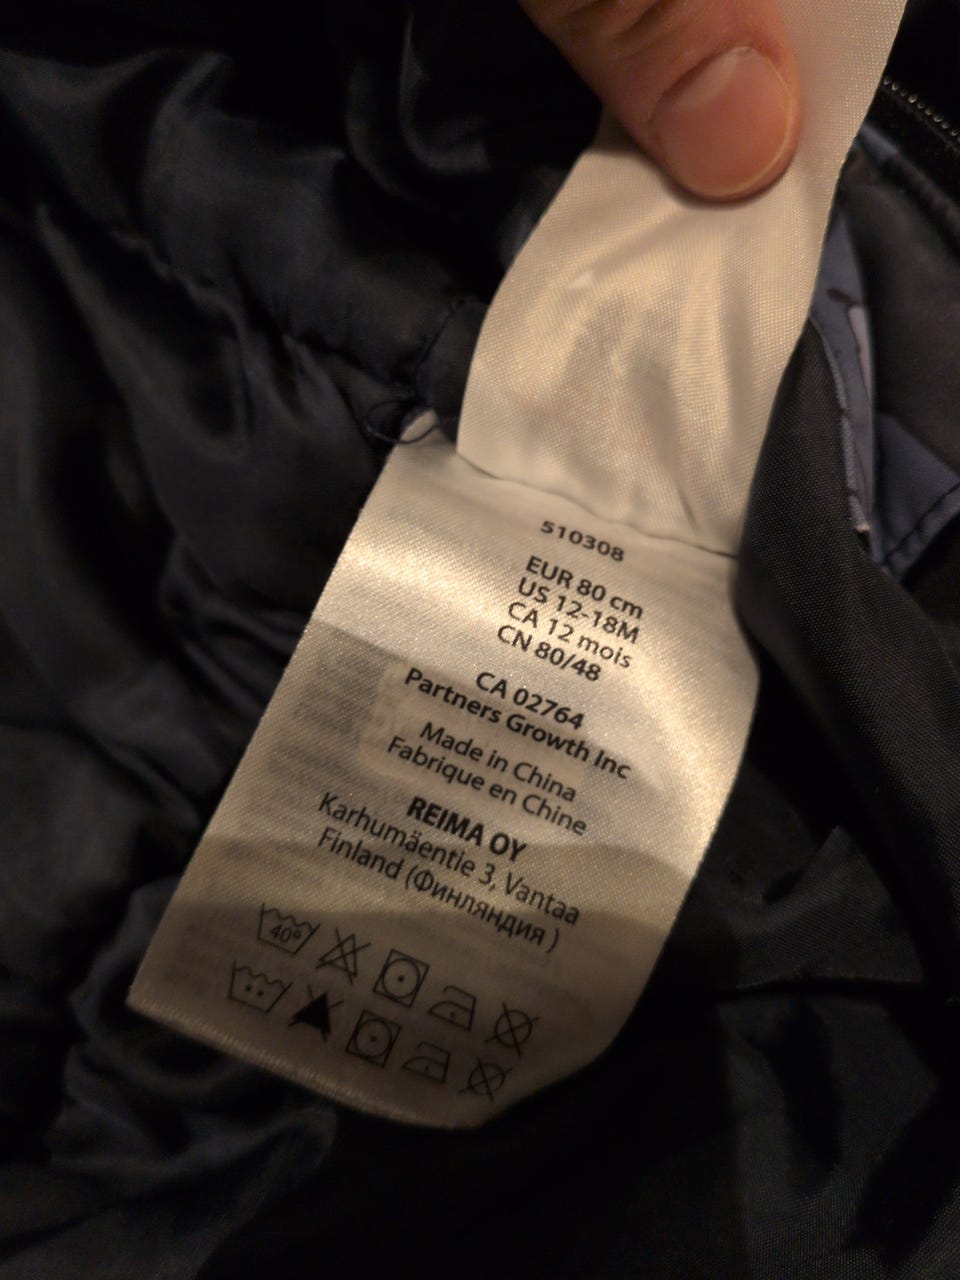 510308
EUR 80 cm
US 12-18M
CA 12 mois
CN 80/48
CA 02764
Partners Growth Inc
Made in China
Fabrique en Chine
REIMA OY
Karhumäentie 3, Vantaa
Finland (Финляндия )
40°